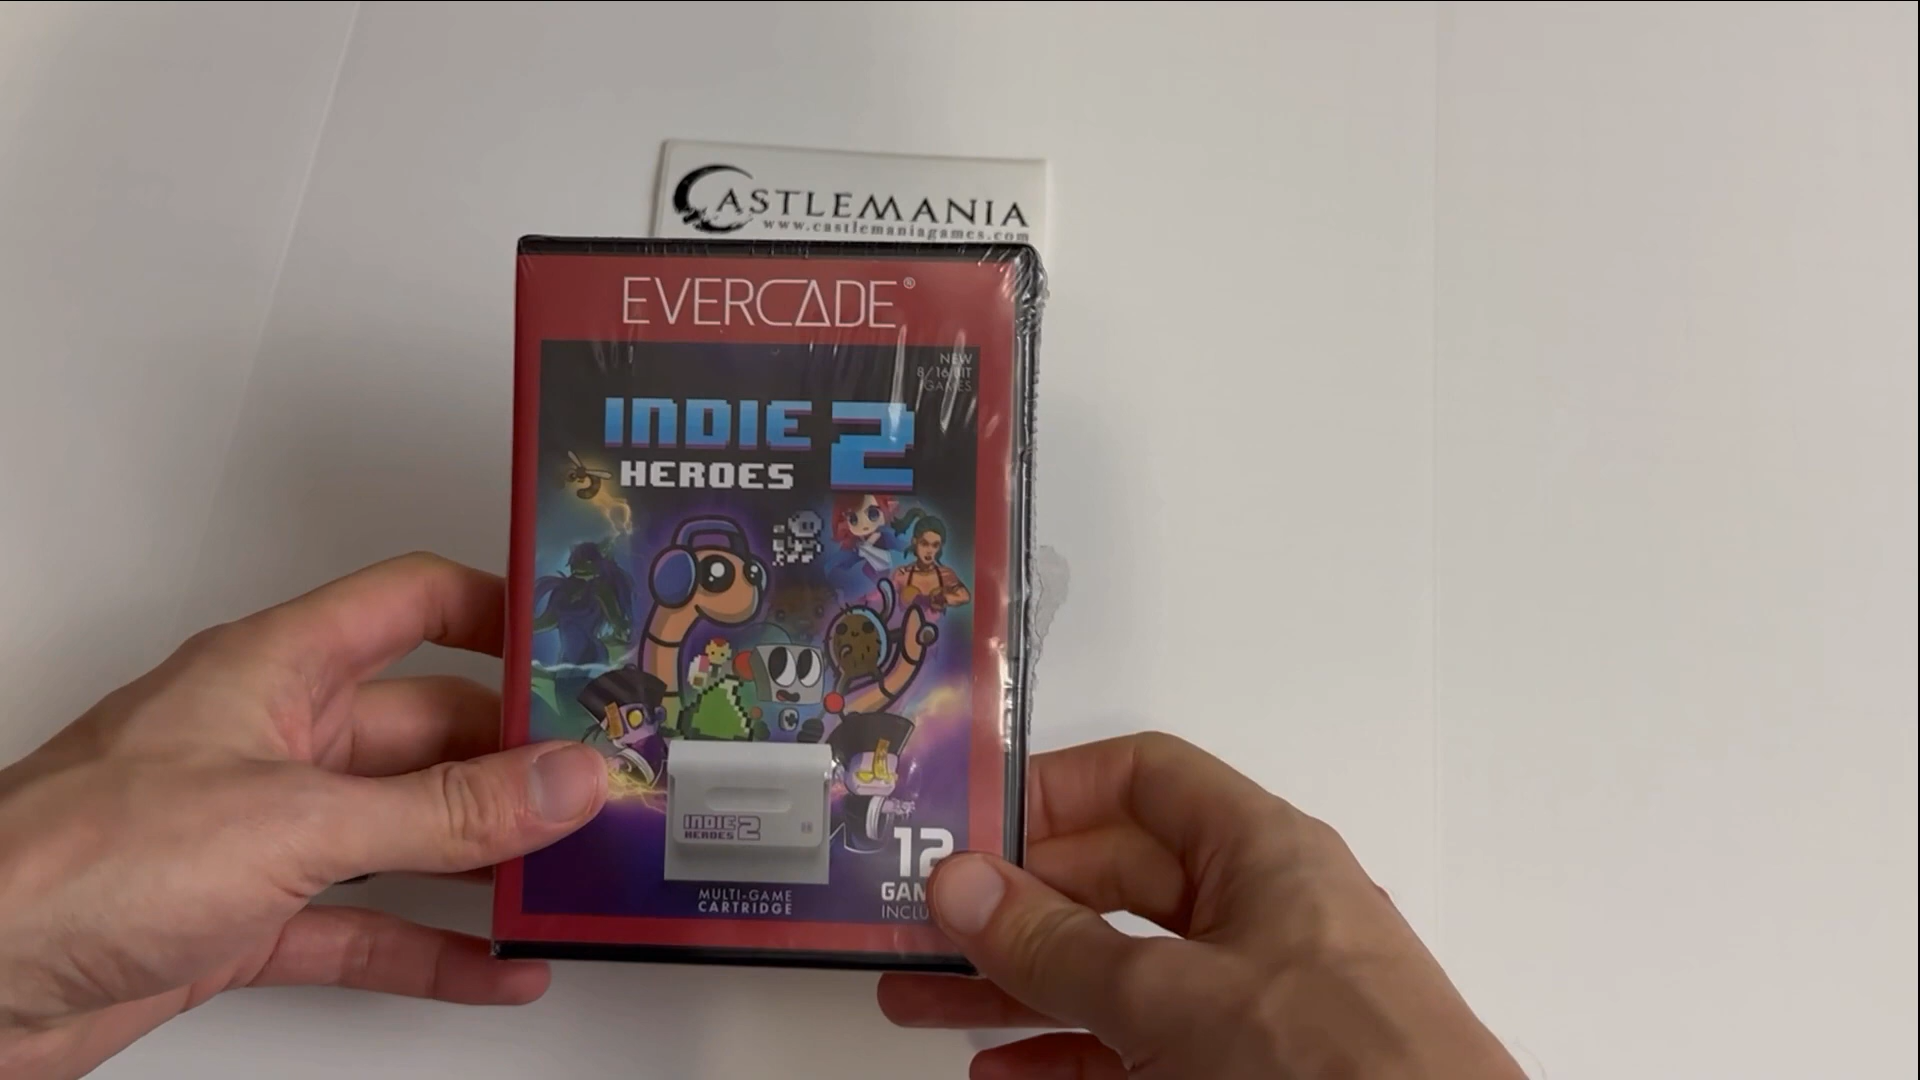 CASTLEMANIA
www.castlemaniagames.com
EVERCADE®
NEW
8/16 BIT
GAMES
INDIE 2
HEROES
INDIE 2
HEROES
12
MULTI-GAME
CARTRIDGE